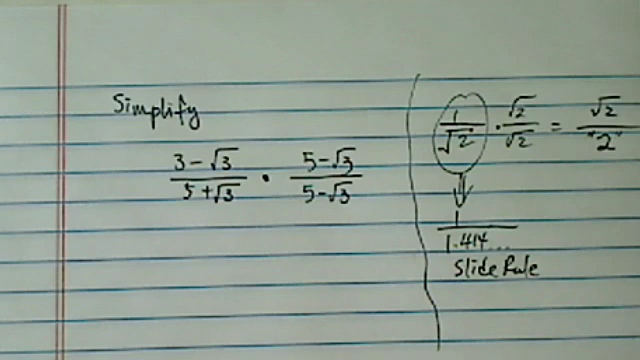 Simplify
(3 - √3)/(5 + √3) · (5 - √3)/(5 - √3)
1/√2 · √2/√2 = √2/"2"
1/1.414...
Slide Rule